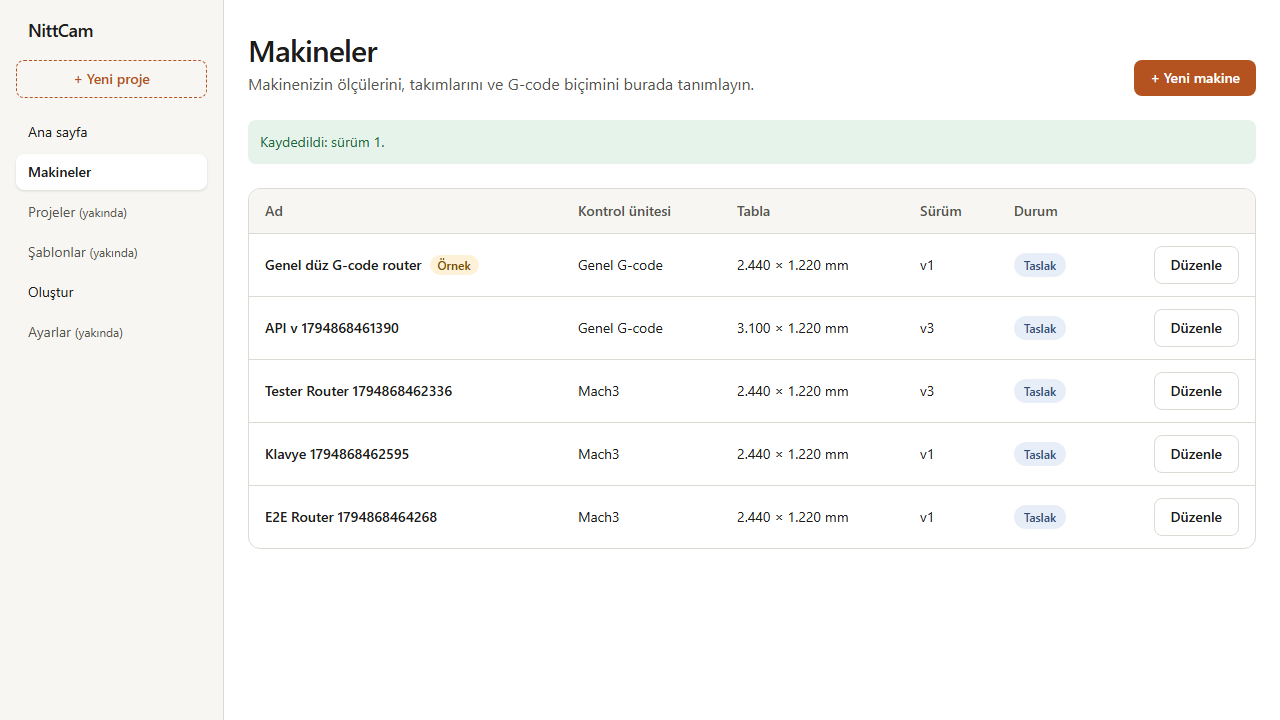 NittCam
+ Yeni proje
Ana sayfa
Makineler
Projeler (yakında)
Şablonlar (yakında)
Oluştur
Ayarlar (yakında)
Makineler
Makinenizin ölçülerini, takımlarını ve G-code biçimini burada tanımlayın.
+ Yeni makine
Kaydedildi: sürüm 1.
Ad Kontrol ünitesi Tabla Sürüm Durum
Genel düz G-code router Örnek Genel G-code 2.440 × 1.220 mm v1 Taslak Düzenle
API v 1794868461390 Genel G-code 3.100 × 1.220 mm v3 Taslak Düzenle
Tester Router 1794868462336 Mach3 2.440 × 1.220 mm v3 Taslak Düzenle
Klavye 1794868462595 Mach3 2.440 × 1.220 mm v1 Taslak Düzenle
E2E Router 1794868464268 Mach3 2.440 × 1.220 mm v1 Taslak Düzenle